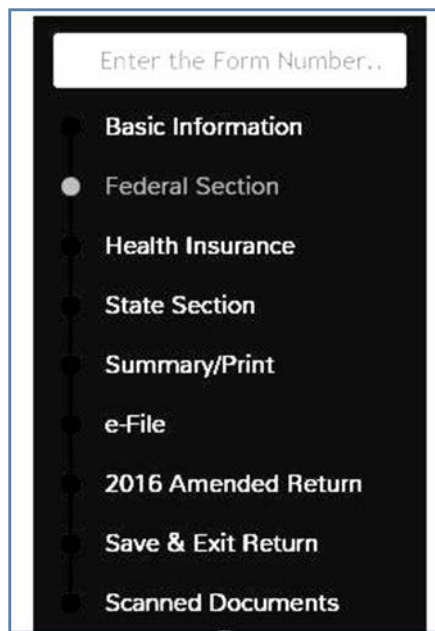 Enter the Form Number..
Basic Information
Federal Section
Health Insurance
State Section
Summary/Print
e-File
2016 Amended Return
Save & Exit Return
Scanned Documents